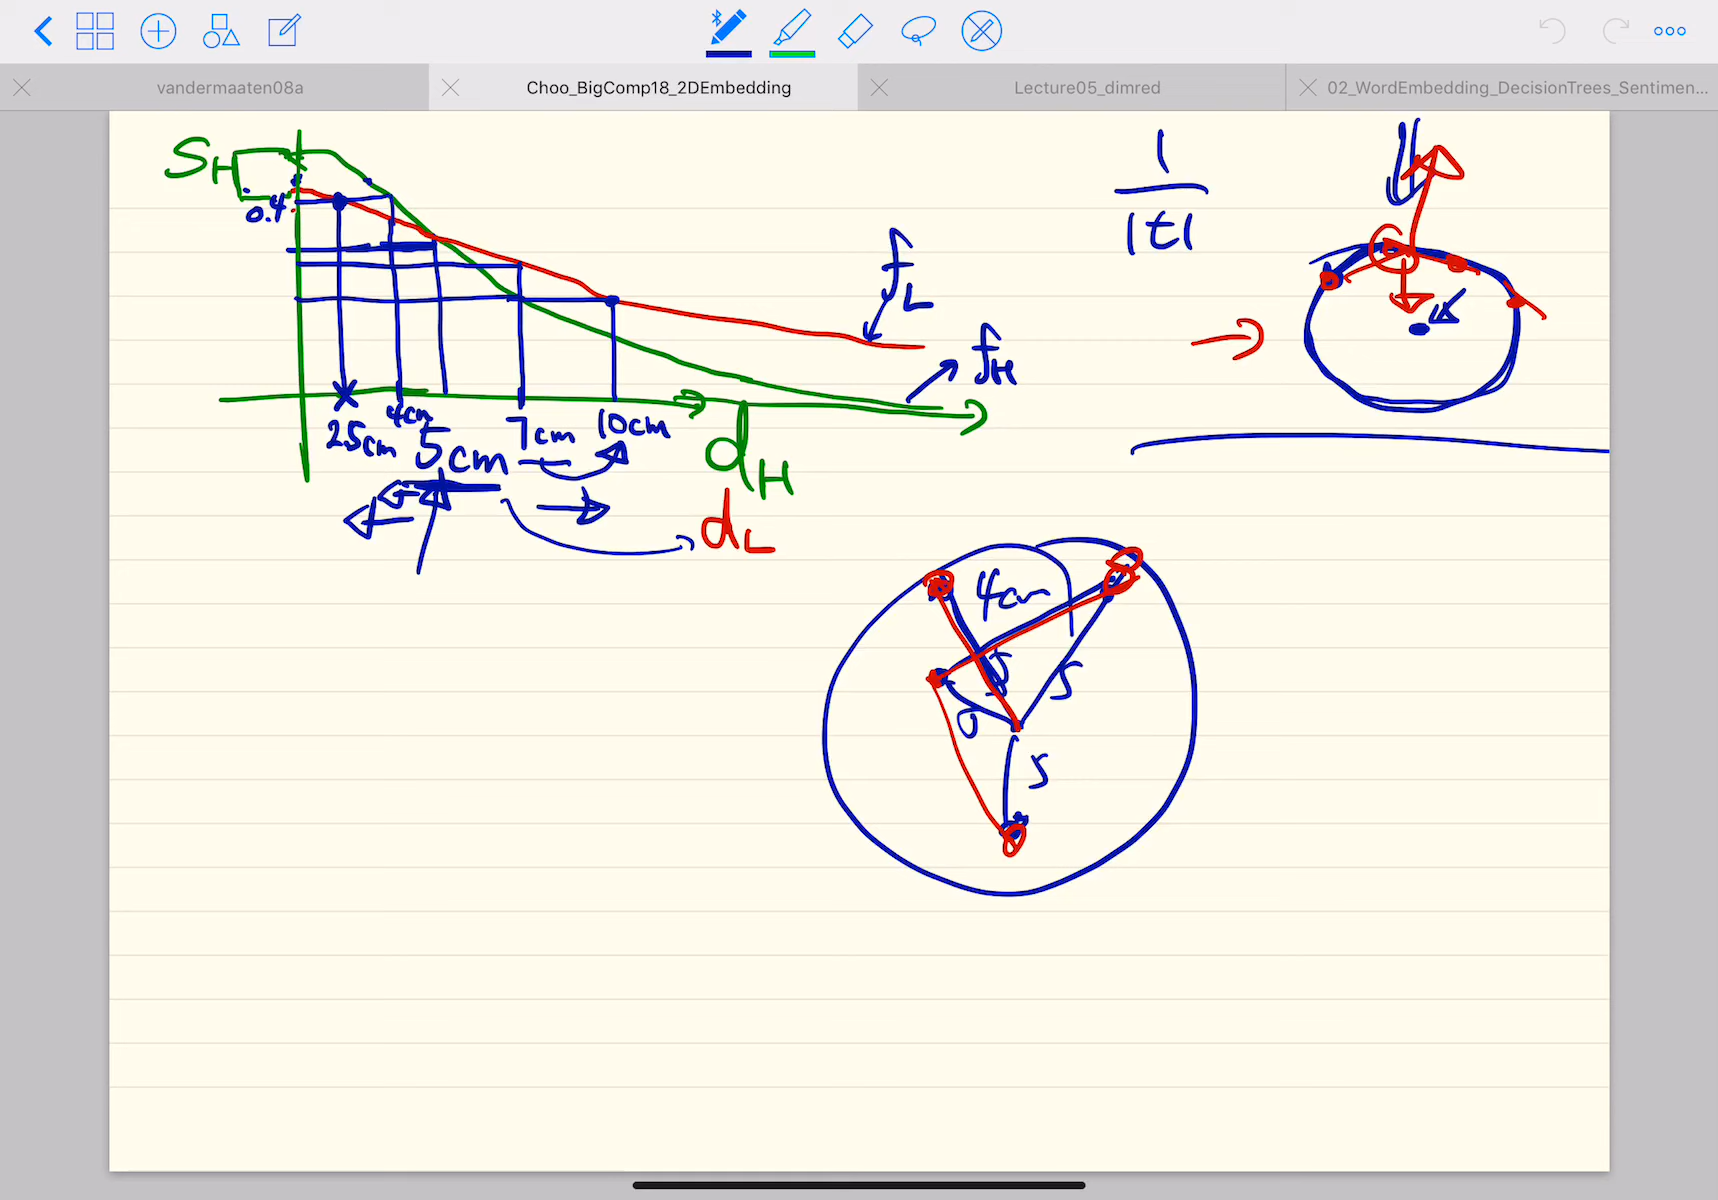 vandermaaten08a
Choo_BigComp18_2DEmbedding
Lecture05_dimred
02_WordEmbedding_DecisionTrees_Sentimen...
SH
0.4
1
|t|
fL
fH
2.5cm
4cm
5cm
7cm
10cm
dH
dL
4cm
5
5
5